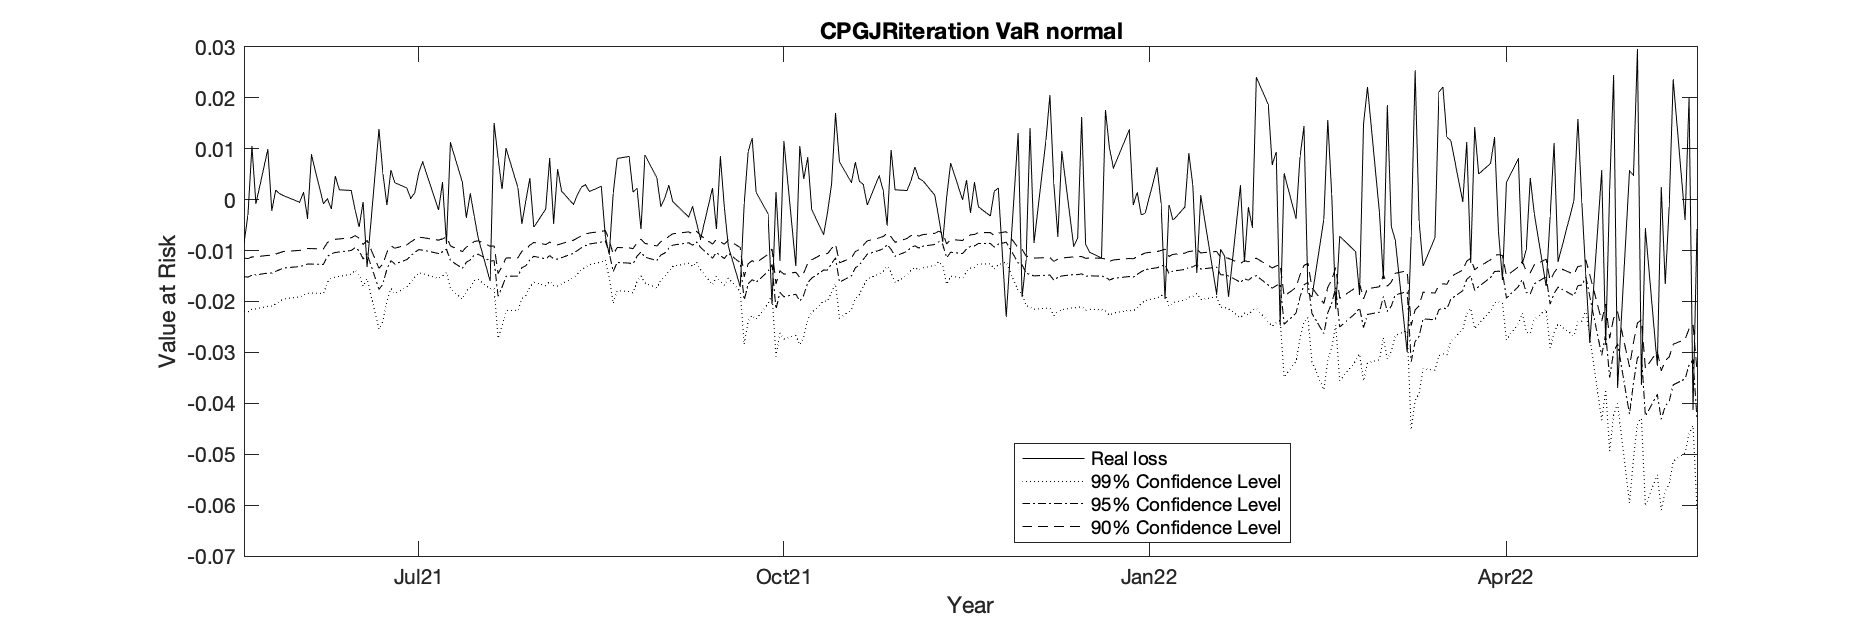 CPGJRiteration VaR normal
0.03
0.02
0.01
0
-0.01
-0.02
-0.03
-0.04
-0.05
-0.06
-0.07
Value at Risk
Real loss
99% Confidence Level
95% Confidence Level
90% Confidence Level
Jul21
Oct21
Jan22
Apr22
Year